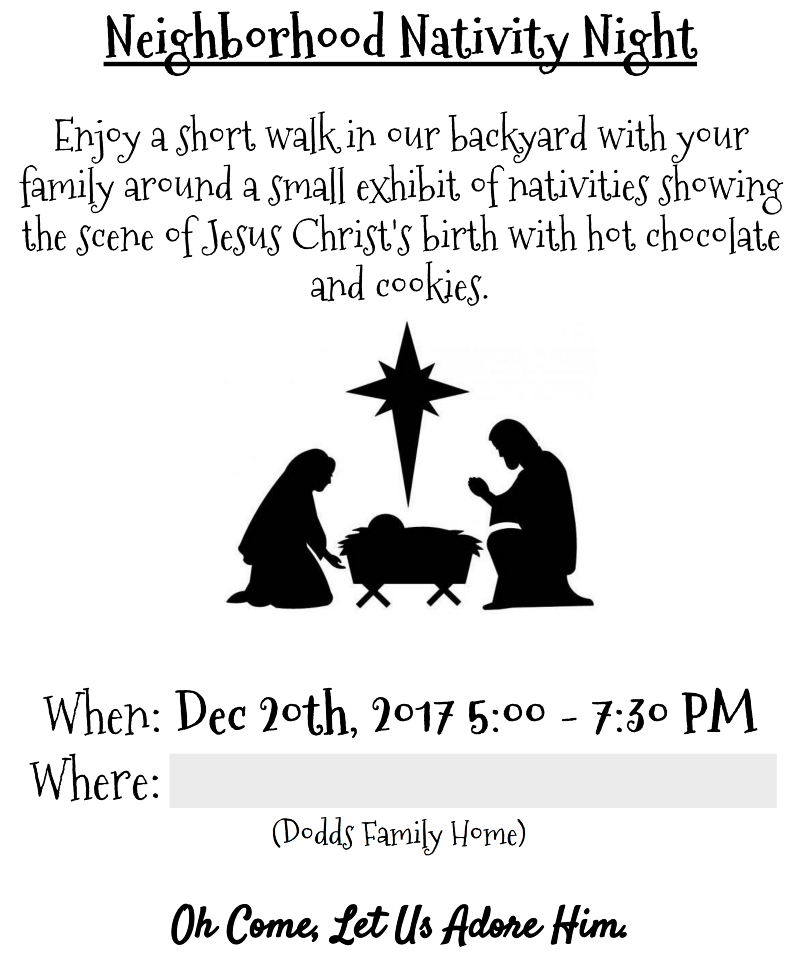 Neighborhood Nativity Night
Enjoy a short walk in our backyard with your
family around a small exhibit of nativities showing
the scene of Jesus Christ's birth with hot chocolate
and cookies.
When: Dec 20th, 2017 5:00 - 7:30 PM
Where:
(Dodds Family Home)
Oh Come, Let Us Adore Him.